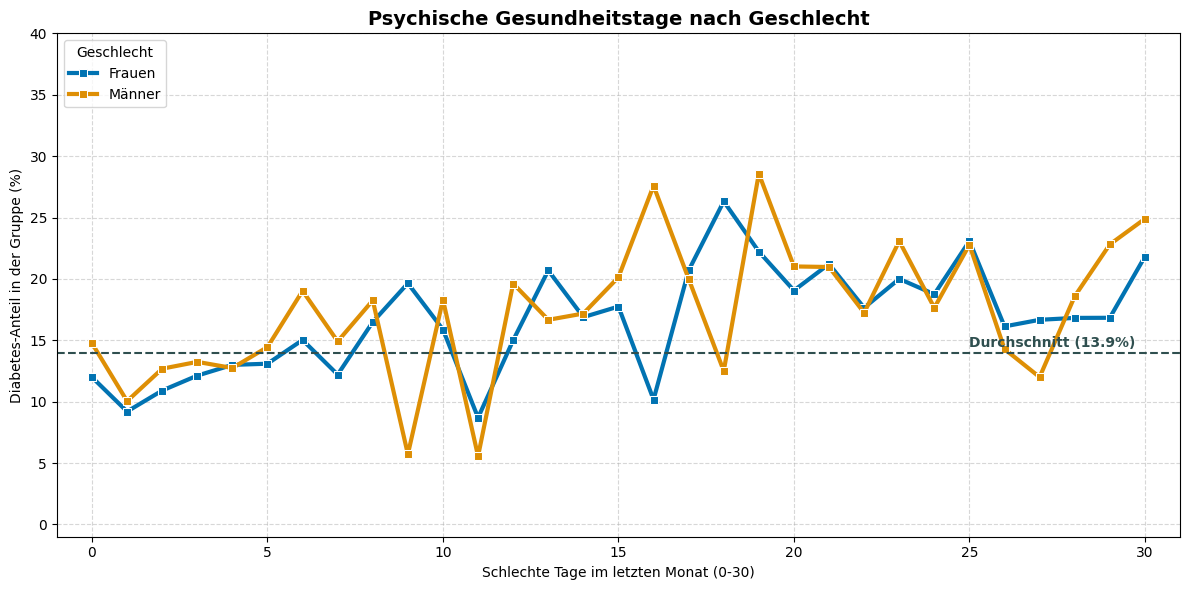 Psychische Gesundheitstage nach Geschlecht
Diabetes-Anteil in der Gruppe (%)
40
35
30
25
20
15
10
5
0
Geschlecht
Frauen
Männer
Durchschnitt (13.9%)
0 5 10 15 20 25 30
Schlechte Tage im letzten Monat (0-30)